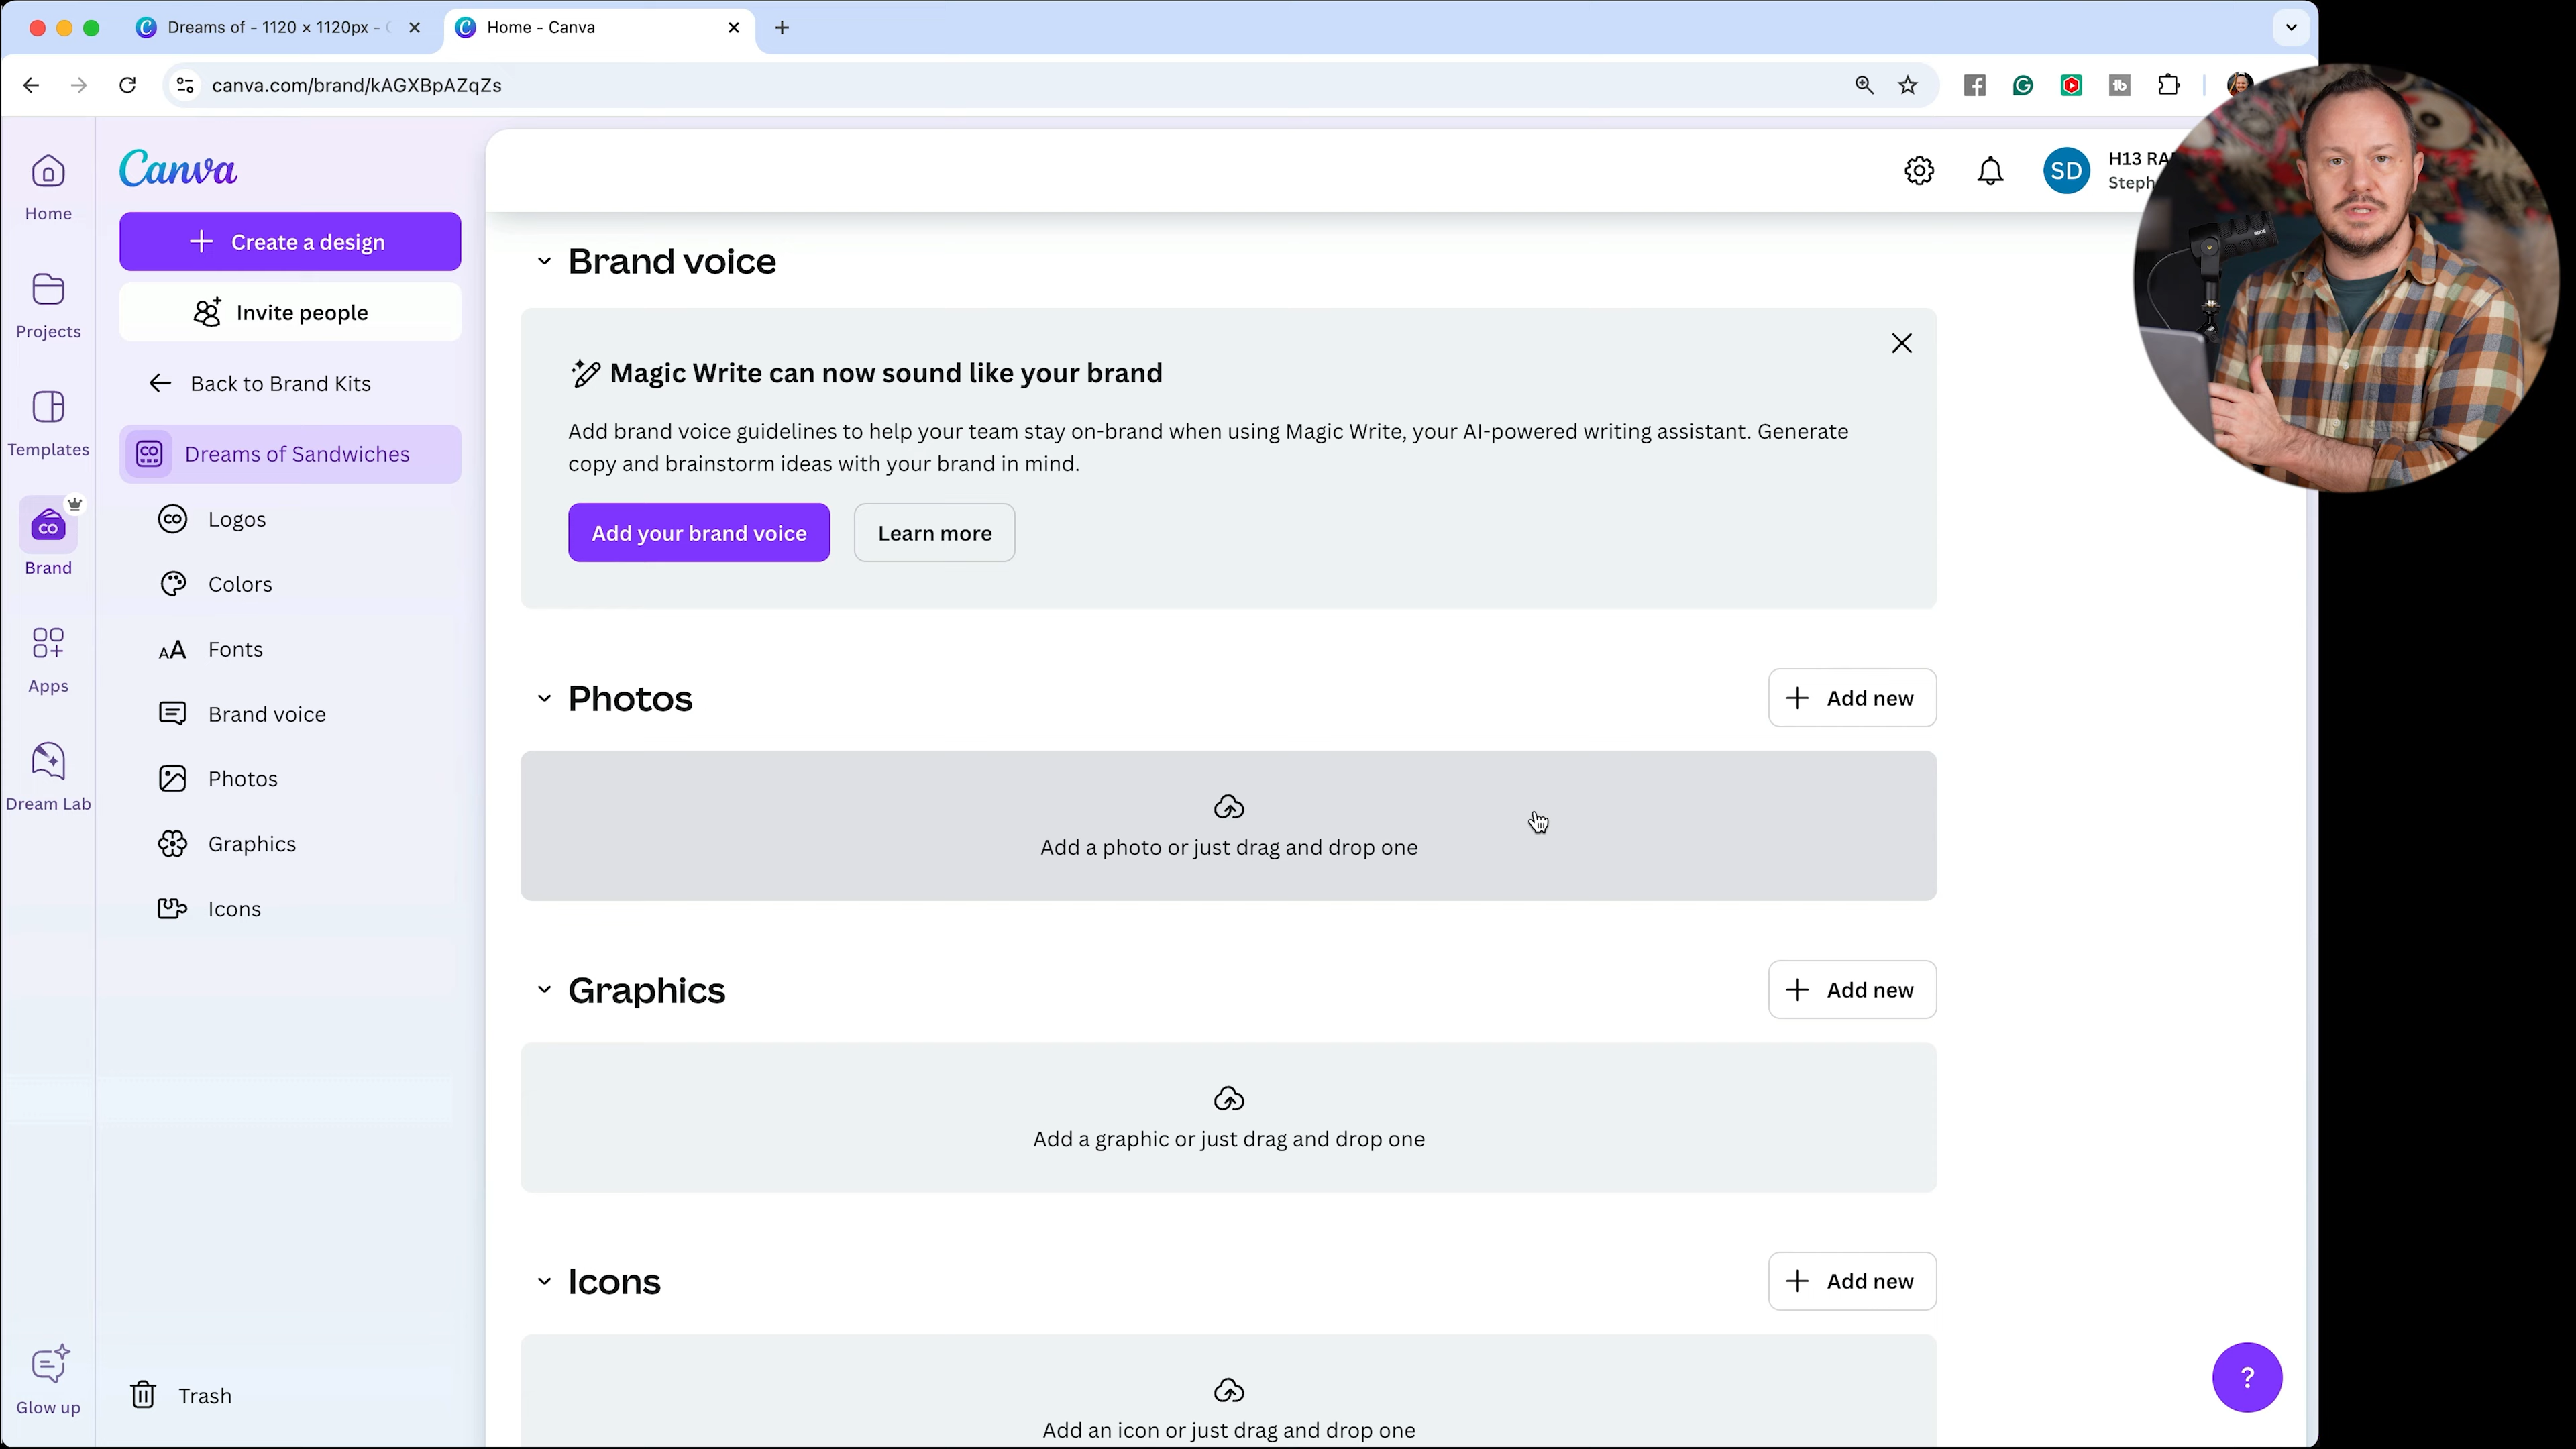 Dreams of - 1120 × 1120px -
Home - Canva
canva.com/brand/kAGXBpAZqZs
Home
Projects
Templates
Brand
Apps
Dream Lab
Glow up
Canva
Create a design
Invite people
Back to Brand Kits
Dreams of Sandwiches
Logos
Colors
Fonts
Brand voice
Photos
Graphics
Icons
Trash
SD
H13 RA
Steph
Brand voice
Magic Write can now sound like your brand
Add brand voice guidelines to help your team stay on-brand when using Magic Write, your AI-powered writing assistant. Generate
copy and brainstorm ideas with your brand in mind.
Add your brand voice
Learn more
Photos
Add new
Add a photo or just drag and drop one
Graphics
Add new
Add a graphic or just drag and drop one
Icons
Add new
Add an icon or just drag and drop one
?